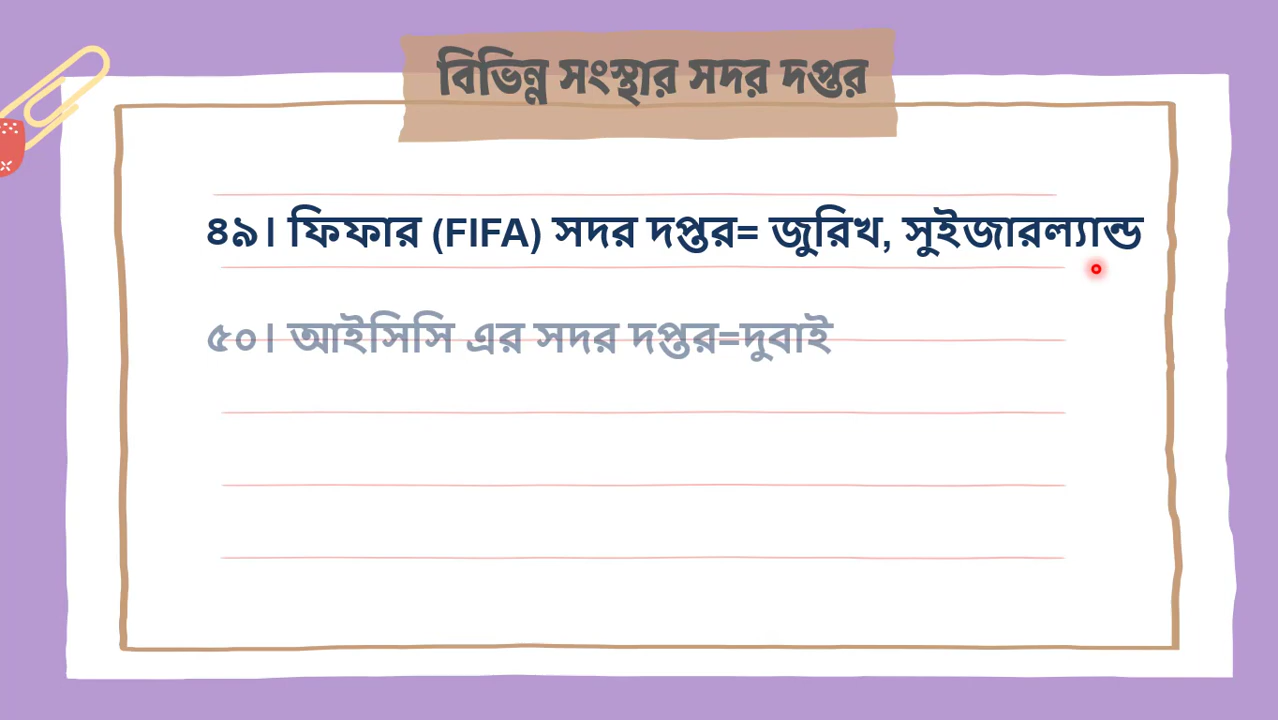 বিভিন্ন সংস্থার সদর দপ্তর
৪৯। ফিফার (FIFA) সদর দপ্তর= জুরিখ, সুইজারল্যান্ড
৫০। আইসিসি এর সদর দপ্তর=দুবাই